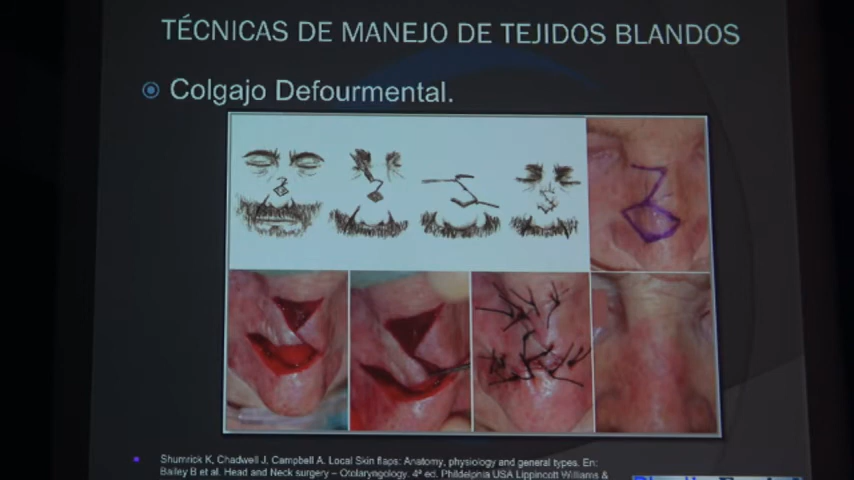 TÉCNICAS DE MANEJO DE TEJIDOS BLANDOS
Colgajo Defourmental.
Shumrick K, Chadwell J, Campbell A. Local Skin flaps: Anatomy, physiology and general types. En:
Bailey B et al. Head and Neck surgery – Otolaryngology. 4ª ed. Philidelphia USA Lippincott Williams &